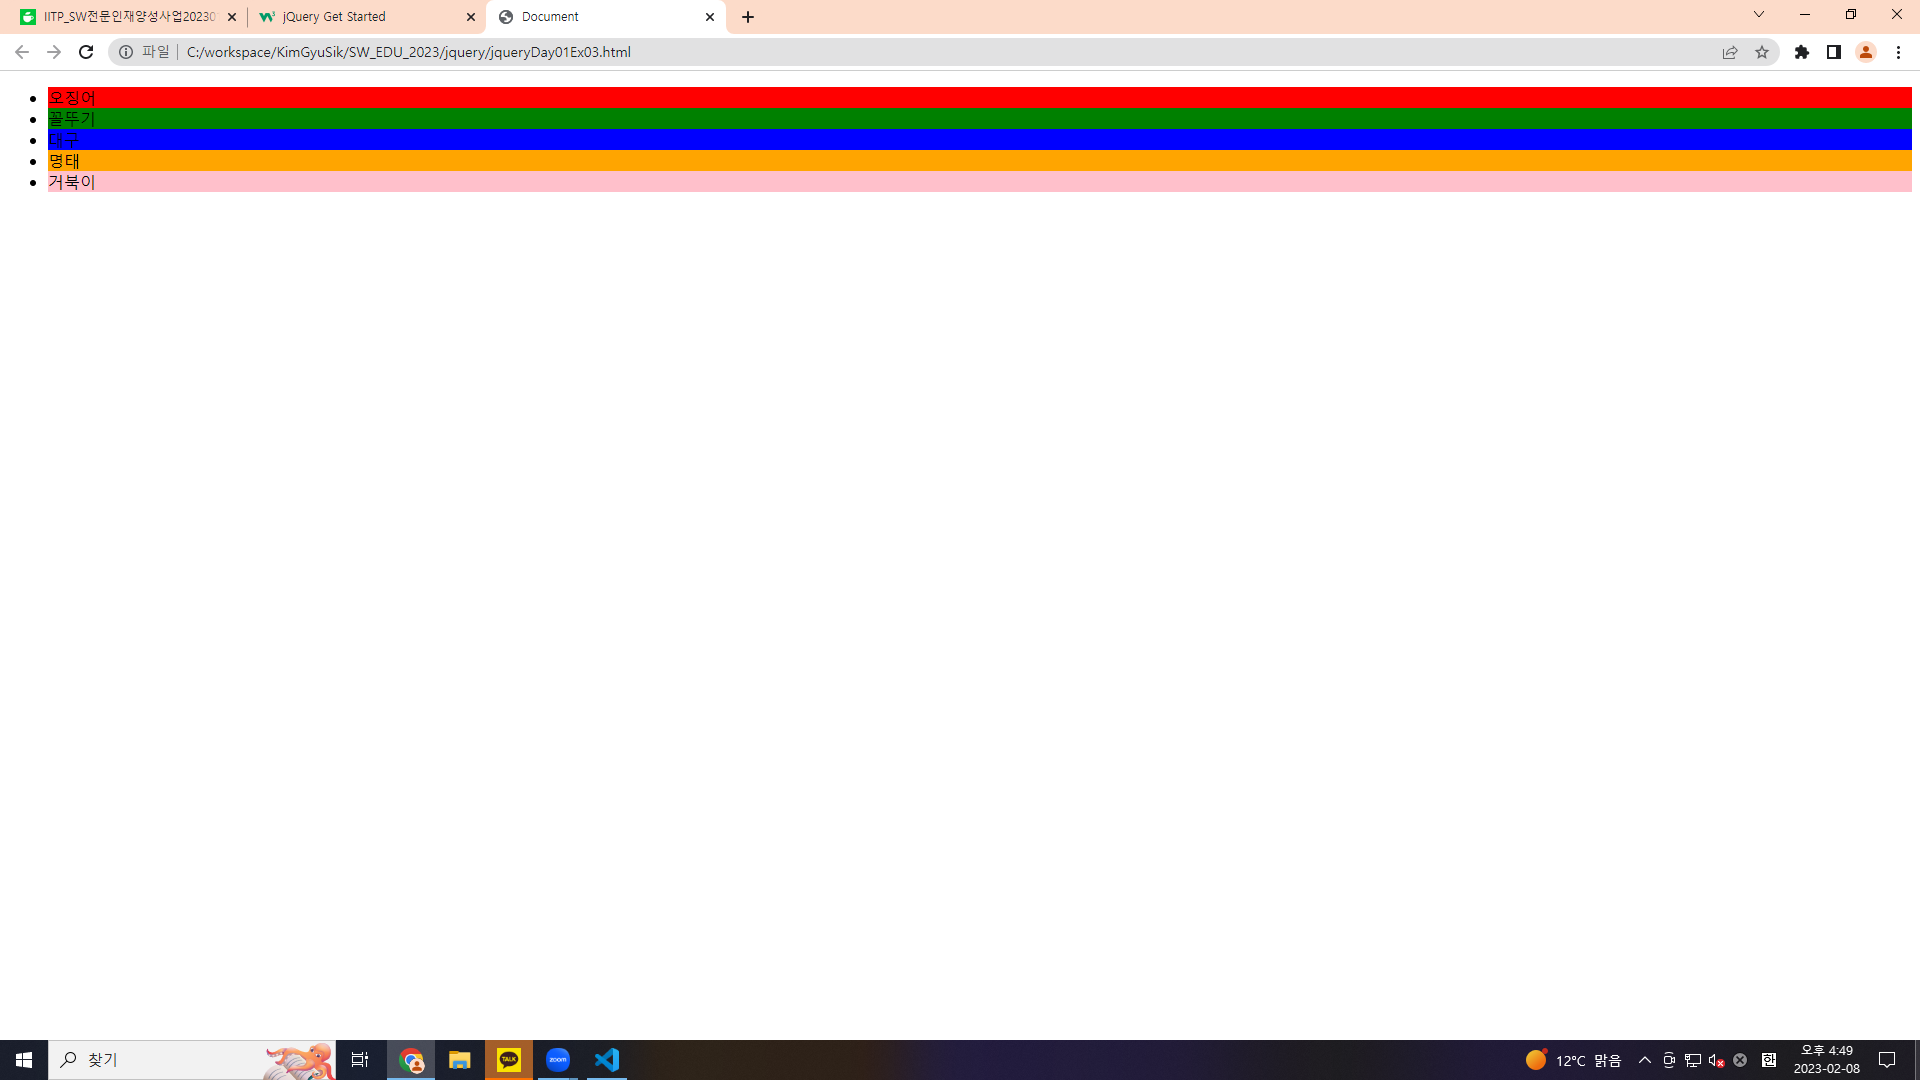 IITP_SW전문인재양성사업20230
jQuery Get Started
Document
파일
C:/workspace/KimGyuSik/SW_EDU_2023/jquery/jqueryDay01Ex03.html
오징어
꼴뚜기
대구
명태
거북이
찾기
TALK
zoom
12°C 맑음
한
오후 4:49
2023-02-08